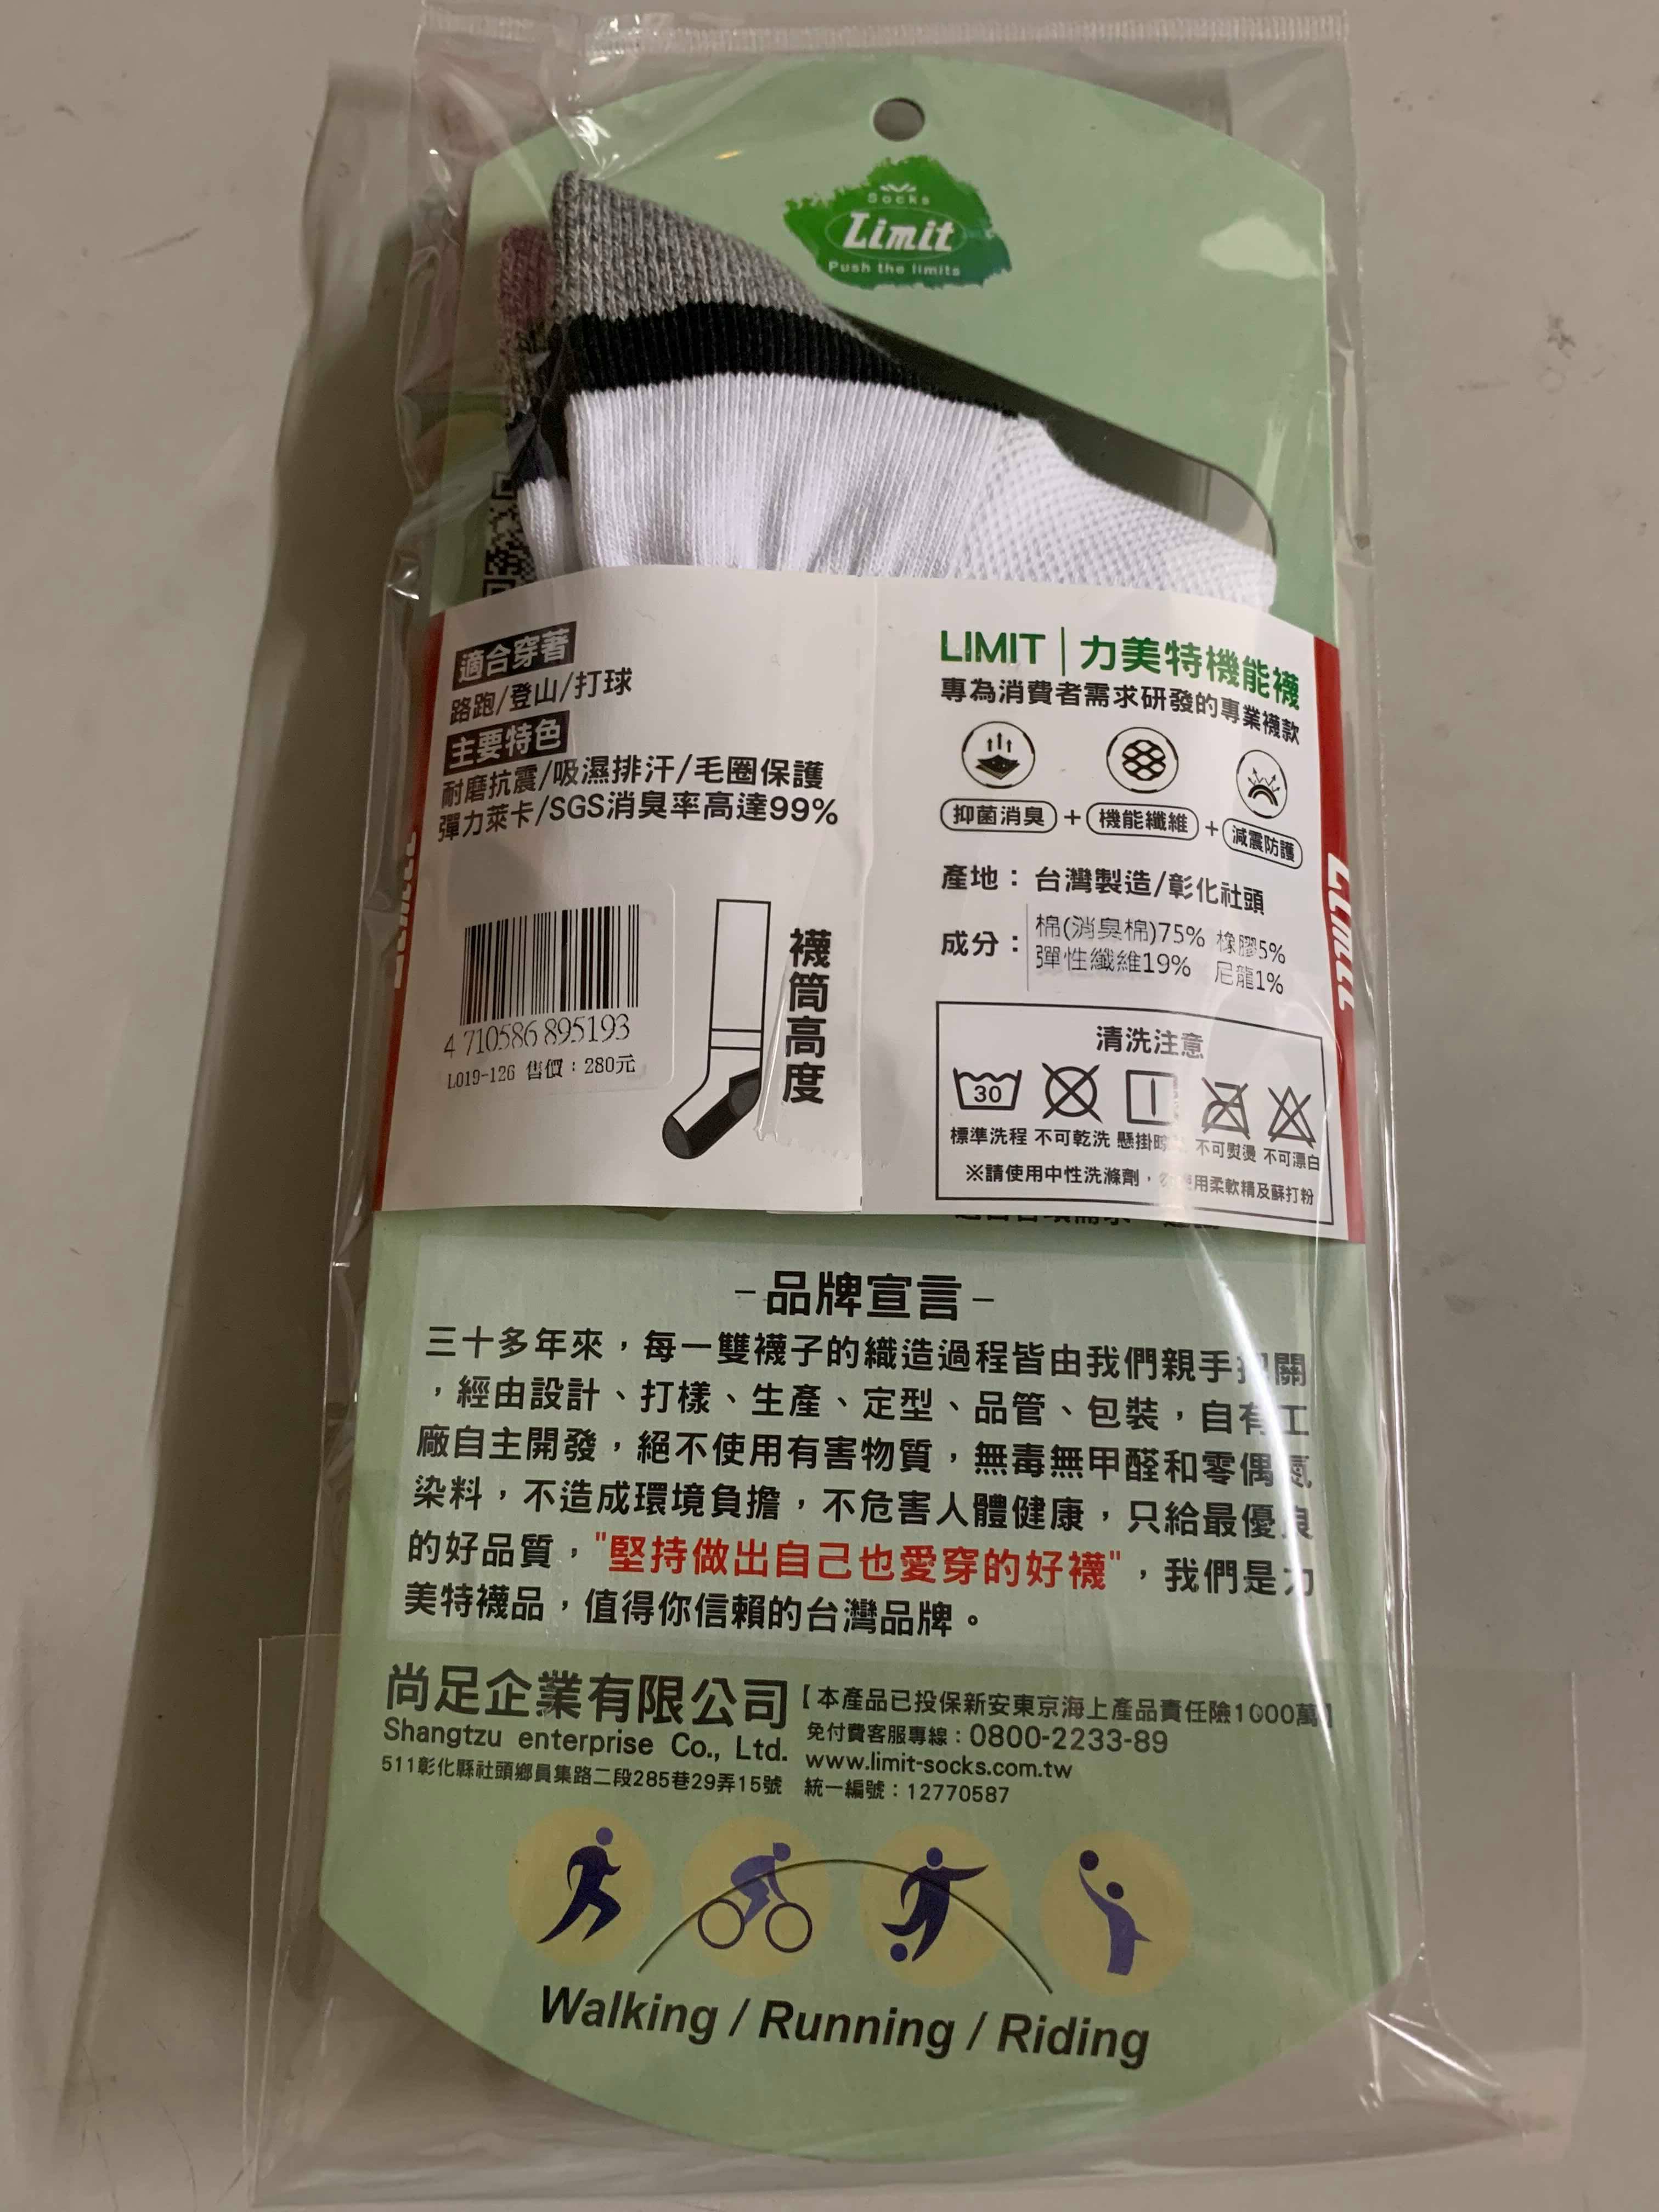 Socks
Limit
Push the limits
適合穿著
路跑/登山/打球
主要特色
耐磨抗震/吸濕排汗/毛圈保護
彈力萊卡/SGS消臭率高達99%
4 710586 895193
L019-126 售價：280元
襪筒高度
LIMIT｜力美特機能襪
專為消費者需求研發的專業襪款
抑菌消臭 + 機能纖維 + 減震防護
產地：台灣製造/彰化社頭
成分：棉(消臭棉)75% 橡膠5%
彈性纖維19% 尼龍1%
清洗注意
30
標準洗程 不可乾洗 懸掛 不可熨燙 不可漂白
※請使用中性洗滌劑，使用柔軟精及蘇打粉
Limit
–品牌宣言–
三十多年來，每一雙襪子的織造過程皆由我們親手把關
，經由設計、打樣、生產、定型、品管、包裝，自有工
廠自主開發，絕不使用有害物質，無毒無甲醛和零偶氮
染料，不造成環境負擔，不危害人體健康，只給最優良
的好品質，"堅持做出自己也愛穿的好襪"，我們是力
美特襪品，值得你信賴的台灣品牌。
尚足企業有限公司
Shangtzu enterprise Co., Ltd.
511彰化縣社頭鄉員集路二段285巷29弄15號
【本產品已投保新安東京海上產品責任險1000萬】
免付費客服專線：0800-2233-89
www.limit-socks.com.tw
統一編號：12770587
Walking / Running / Riding